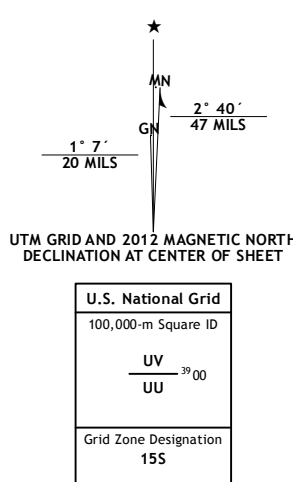 ★
MN
GN
2° 40´
47 MILS
1° 7´
20 MILS
UTM GRID AND 2012 MAGNETIC NORTH
DECLINATION AT CENTER OF SHEET
U.S. National Grid
100,000-m Square ID
UV
39 00
UU
Grid Zone Designation
15S